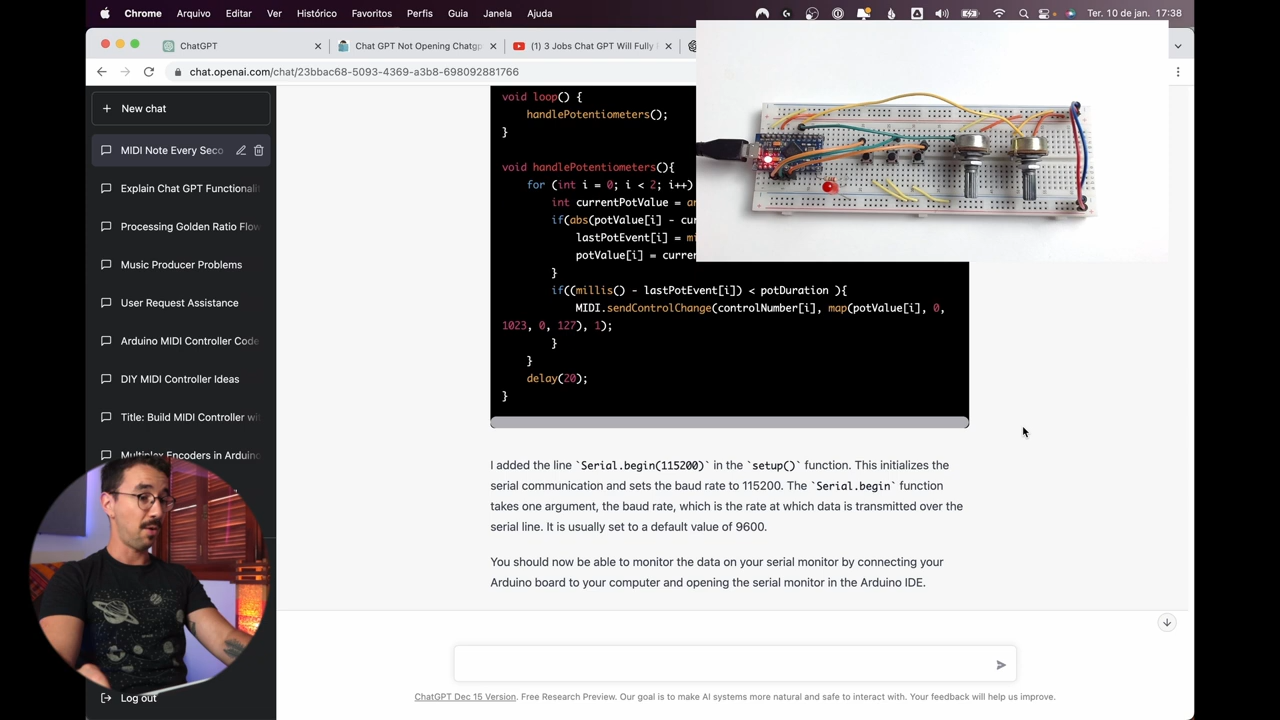 Chrome Arquivo Editar Ver Histórico Favoritos Perfis Guia Janela Ajuda
Ter. 10 de jan. 17:38
ChatGPT
Chat GPT Not Opening Chatgp
(1) 3 Jobs Chat GPT Will Fully
chat.openai.com/chat/23bbac68-5093-4369-a3b8-698092881766
New chat
MIDI Note Every Seco
Explain Chat GPT Functionali
Processing Golden Ratio Flow
Music Producer Problems
User Request Assistance
Arduino MIDI Controller Code
DIY MIDI Controller Ideas
Title: Build MIDI Controller wit
Multiplex Encoders in Arduino
Log out
void loop() {
handlePotentiometers();
}
void handlePotentiometers(){
for (int i = 0; i < 2; i++)
int currentPotValue = an
if(abs(potValue[i] - cur
lastPotEvent[i] = mi
potValue[i] = curren
}
if((millis() - lastPotEvent[i]) < potDuration ){
MIDI.sendControlChange(controlNumber[i], map(potValue[i], 0,
1023, 0, 127), 1);
}
}
delay(20);
}
I added the line `Serial.begin(115200)` in the `setup()` function. This initializes the
serial communication and sets the baud rate to 115200. The `Serial.begin` function
takes one argument, the baud rate, which is the rate at which data is transmitted over the
serial line. It is usually set to a default value of 9600.
You should now be able to monitor the data on your serial monitor by connecting your
Arduino board to your computer and opening the serial monitor in the Arduino IDE.
ChatGPT Dec 15 Version. Free Research Preview. Our goal is to make AI systems more natural and safe to interact with. Your feedback will help us improve.